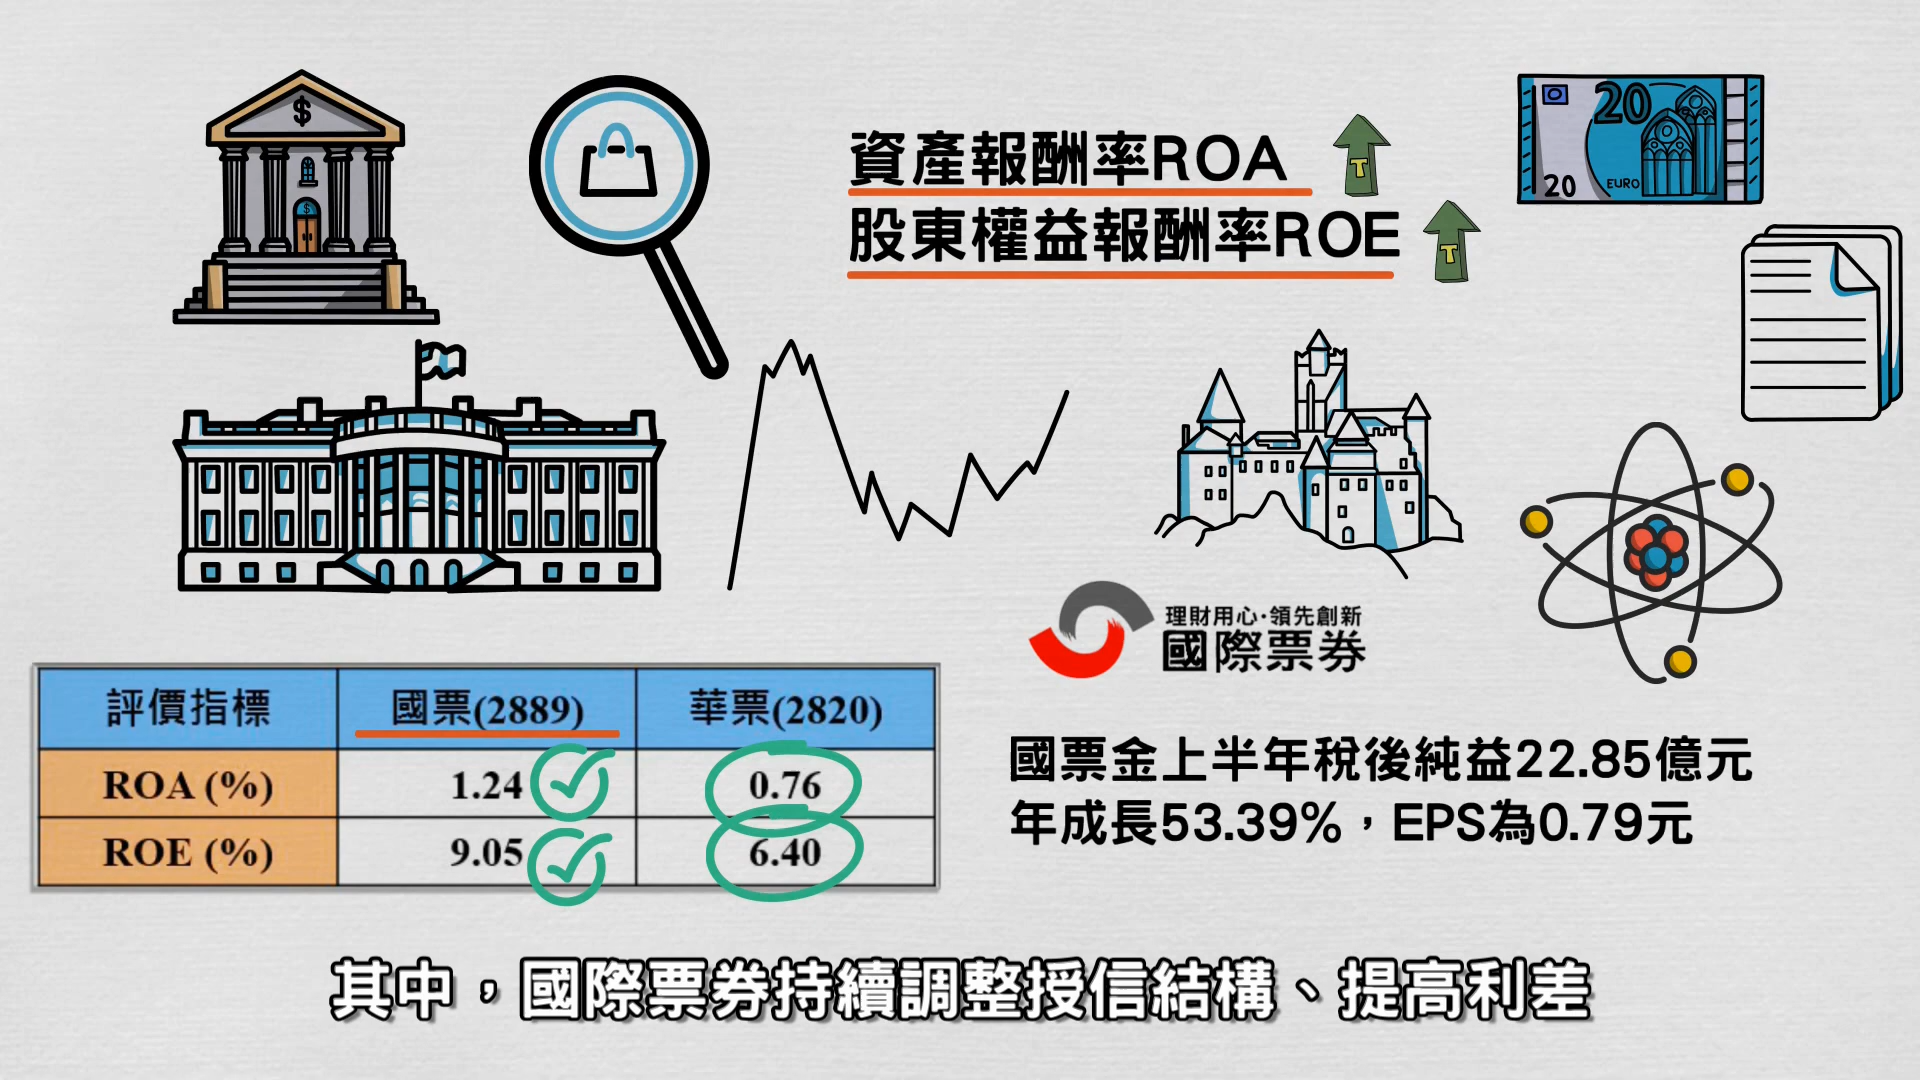 $
$
資產報酬率ROA
T
股東權益報酬率ROE
T
20
20
EURO
理財用心·領先創新
國際票券
評價指標 國票(2889) 華票(2820)
ROA (%) 1.24 0.76
ROE (%) 9.05 6.40
國票金上半年稅後純益22.85億元
年成長53.39%，EPS為0.79元
其中，國際票券持續調整授信結構、提高利差